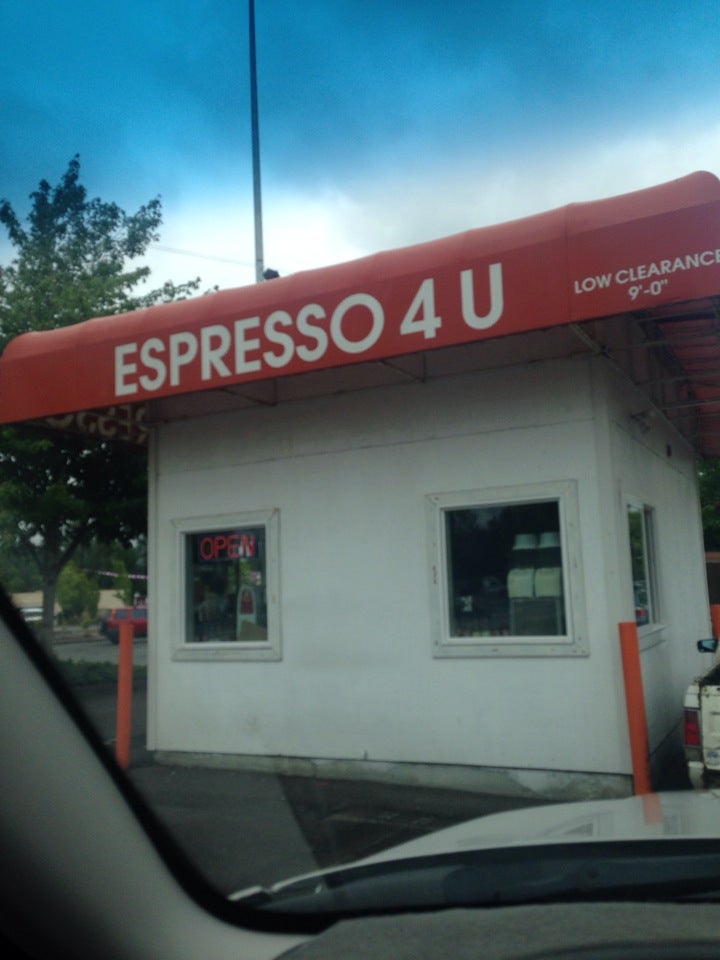 ESPRESSO 4 U
LOW CLEARANCE
9'-0"
OPEN